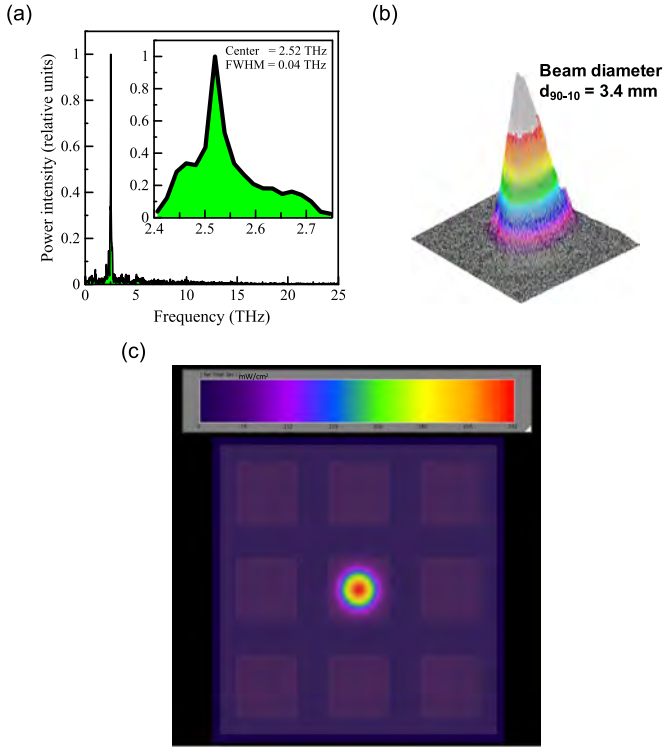 (a)
Power intensity (relative units)
1
0.8
0.6
0.4
0.2
0
0 5 10 15 20 25
Frequency (THz)
Center = 2.52 THz
FWHM = 0.04 THz
1
0.8
0.6
0.4
0.2
0
2.4 2.5 2.6 2.7
(b)
Beam diameter
d90-10 = 3.4 mm
(c)
mW/cm²